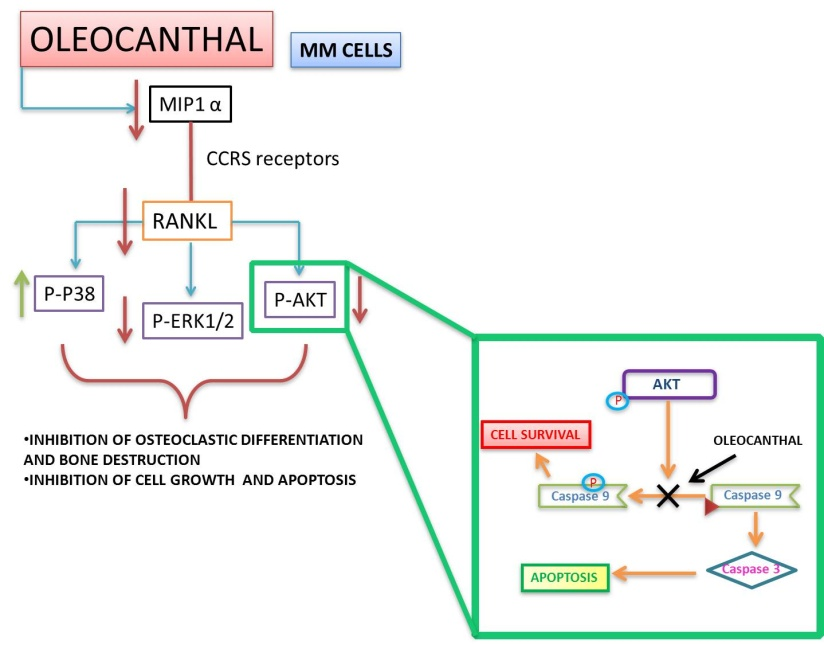 OLEOCANTHAL
MM CELLS
MIP1 α
CCRS receptors
RANKL
P-P38
P-ERK1/2
P-AKT
•INHIBITION OF OSTEOCLASTIC DIFFERENTIATION
AND BONE DESTRUCTION
•INHIBITION OF CELL GROWTH AND APOPTOSIS
AKT
P
CELL SURVIVAL
OLEOCANTHAL
P
Caspase 9
Caspase 9
Caspase 3
APOPTOSIS